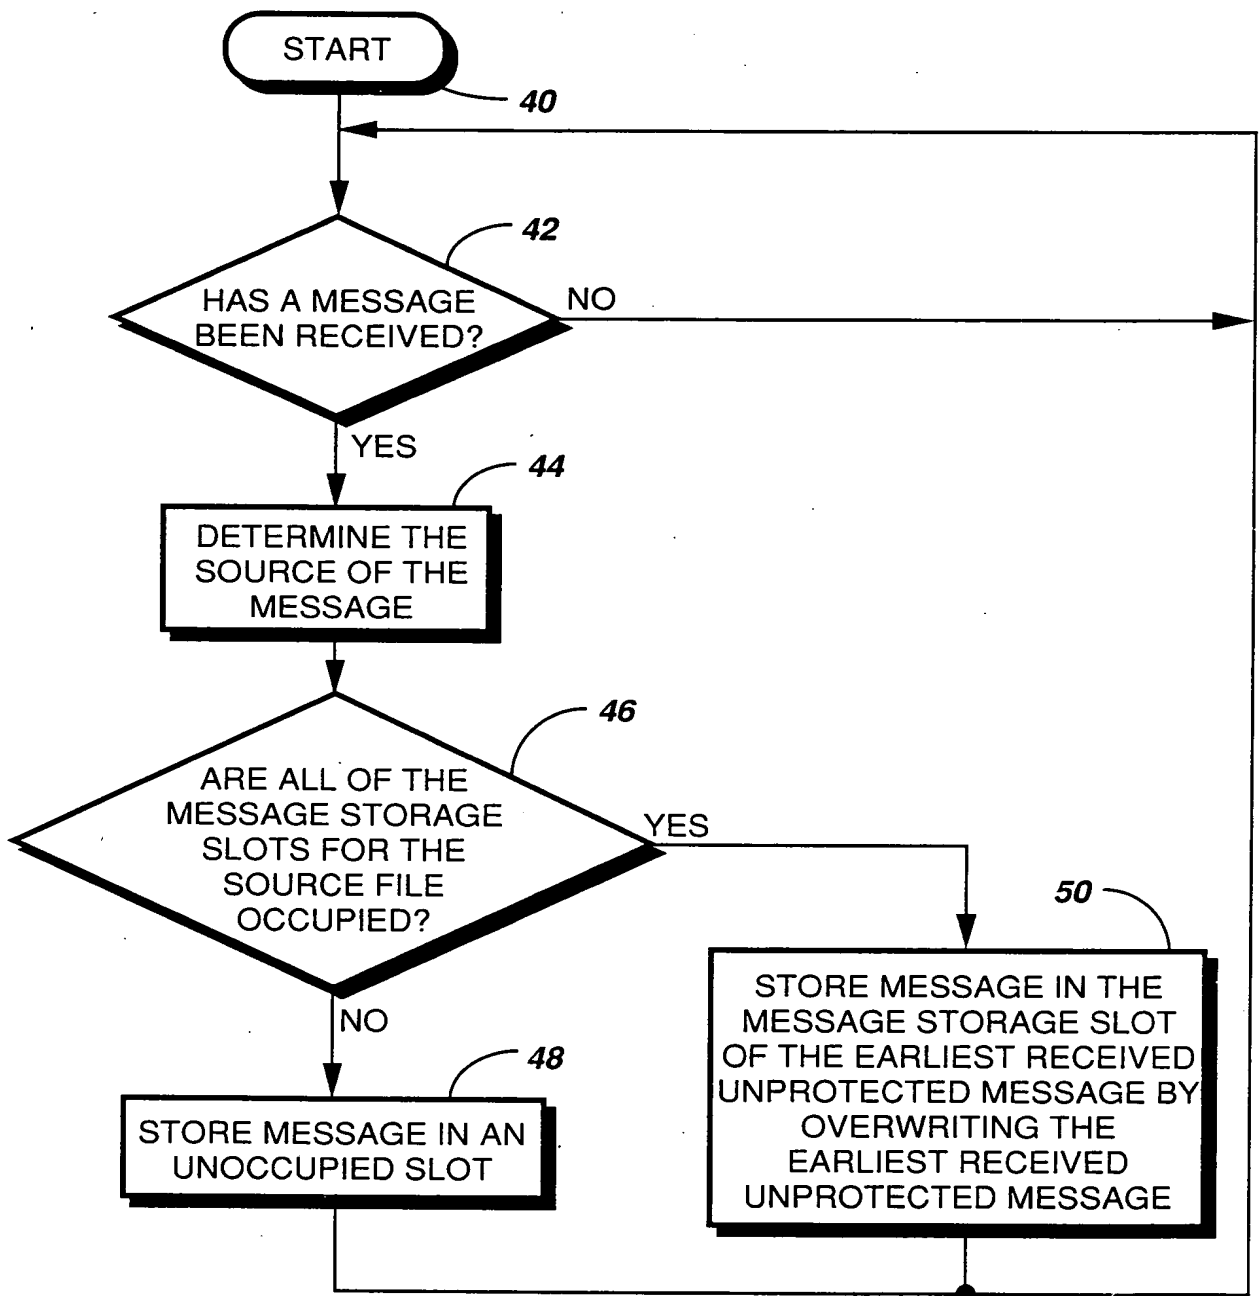 START
40
42
HAS A MESSAGE
BEEN RECEIVED?
NO
YES
44
DETERMINE THE
SOURCE OF THE
MESSAGE
46
ARE ALL OF THE
MESSAGE STORAGE
SLOTS FOR THE
SOURCE FILE
OCCUPIED?
YES
NO
48
STORE MESSAGE IN AN
UNOCCUPIED SLOT
50
STORE MESSAGE IN THE
MESSAGE STORAGE SLOT
OF THE EARLIEST RECEIVED
UNPROTECTED MESSAGE BY
OVERWRITING THE
EARLIEST RECEIVED
UNPROTECTED MESSAGE